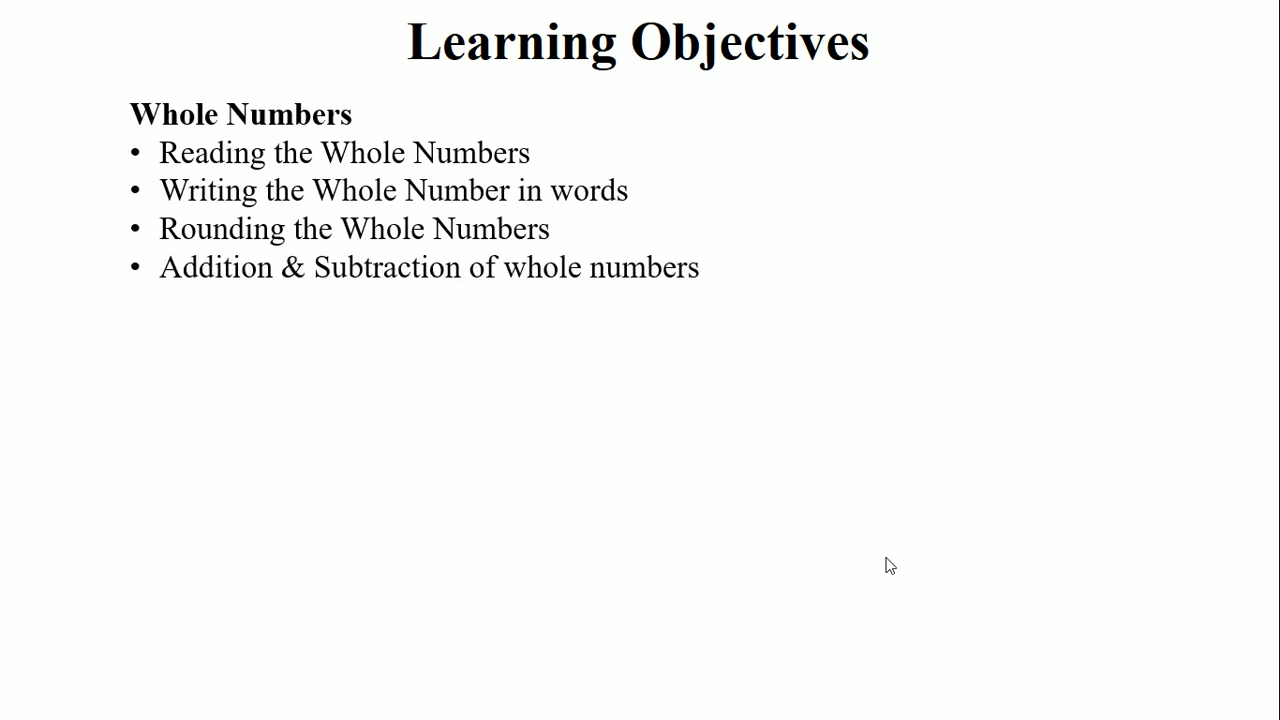 Learning Objectives
Whole Numbers
• Reading the Whole Numbers
• Writing the Whole Number in words
• Rounding the Whole Numbers
• Addition & Subtraction of whole numbers